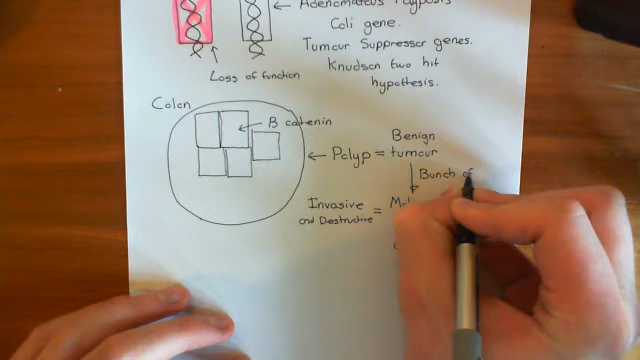 Adenomatous Polyposis
Coli gene.
Tumour Suppressor genes.
Knudson two hit
hypothesis.
Loss of function
Colon
B catenin
Benign
Polyp = tumour
Bunch of
Invasive
and Destructive =